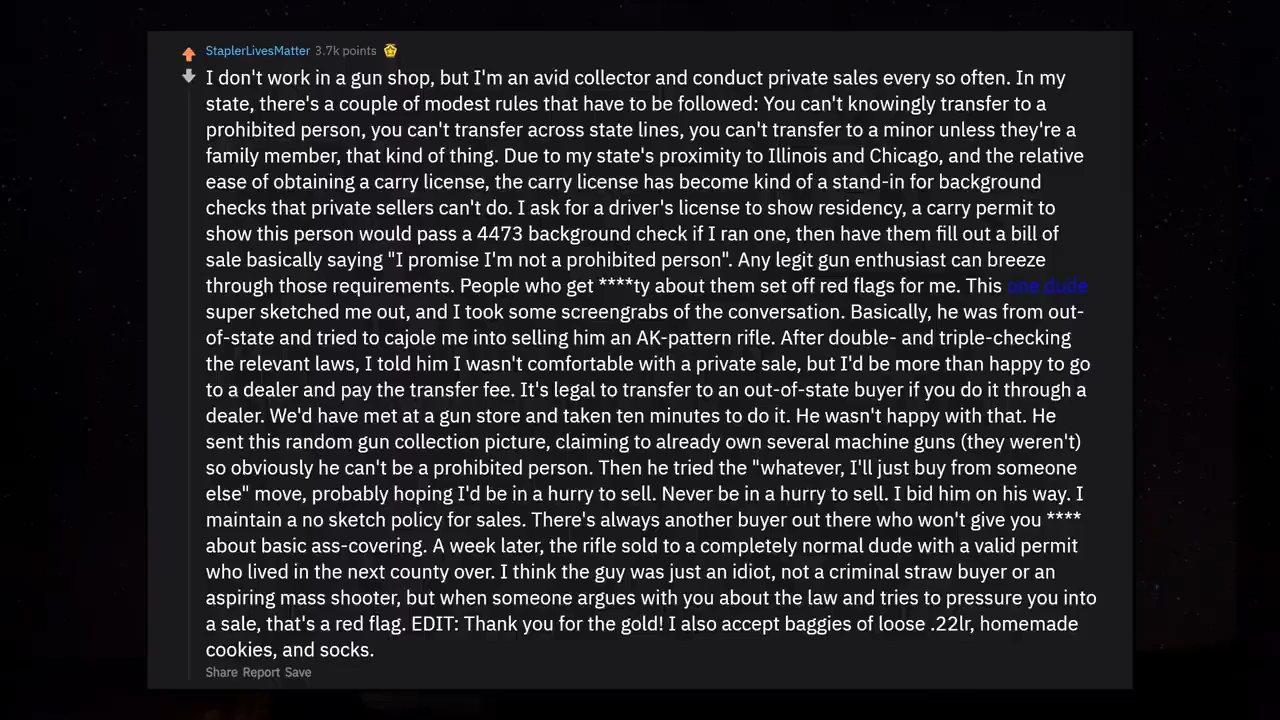 StaplerLivesMatter 3.7k points
I don't work in a gun shop, but I'm an avid collector and conduct private sales every so often. In my
state, there's a couple of modest rules that have to be followed: You can't knowingly transfer to a
prohibited person, you can't transfer across state lines, you can't transfer to a minor unless they're a
family member, that kind of thing. Due to my state's proximity to Illinois and Chicago, and the relative
ease of obtaining a carry license, the carry license has become kind of a stand-in for background
checks that private sellers can't do. I ask for a driver's license to show residency, a carry permit to
show this person would pass a 4473 background check if I ran one, then have them fill out a bill of
sale basically saying "I promise I'm not a prohibited person". Any legit gun enthusiast can breeze
through those requirements. People who get ****ty about them set off red flags for me. This one dude
super sketched me out, and I took some screengrabs of the conversation. Basically, he was from out-
of-state and tried to cajole me into selling him an AK-pattern rifle. After double- and triple-checking
the relevant laws, I told him I wasn't comfortable with a private sale, but I'd be more than happy to go
to a dealer and pay the transfer fee. It's legal to transfer to an out-of-state buyer if you do it through a
dealer. We'd have met at a gun store and taken ten minutes to do it. He wasn't happy with that. He
sent this random gun collection picture, claiming to already own several machine guns (they weren't)
so obviously he can't be a prohibited person. Then he tried the "whatever, I'll just buy from someone
else" move, probably hoping I'd be in a hurry to sell. Never be in a hurry to sell. I bid him on his way. I
maintain a no sketch policy for sales. There's always another buyer out there who won't give you ****
about basic ass-covering. A week later, the rifle sold to a completely normal dude with a valid permit
who lived in the next county over. I think the guy was just an idiot, not a criminal straw buyer or an
aspiring mass shooter, but when someone argues with you about the law and tries to pressure you into
a sale, that's a red flag. EDIT: Thank you for the gold! I also accept baggies of loose .22lr, homemade
cookies, and socks.
Share Report Save